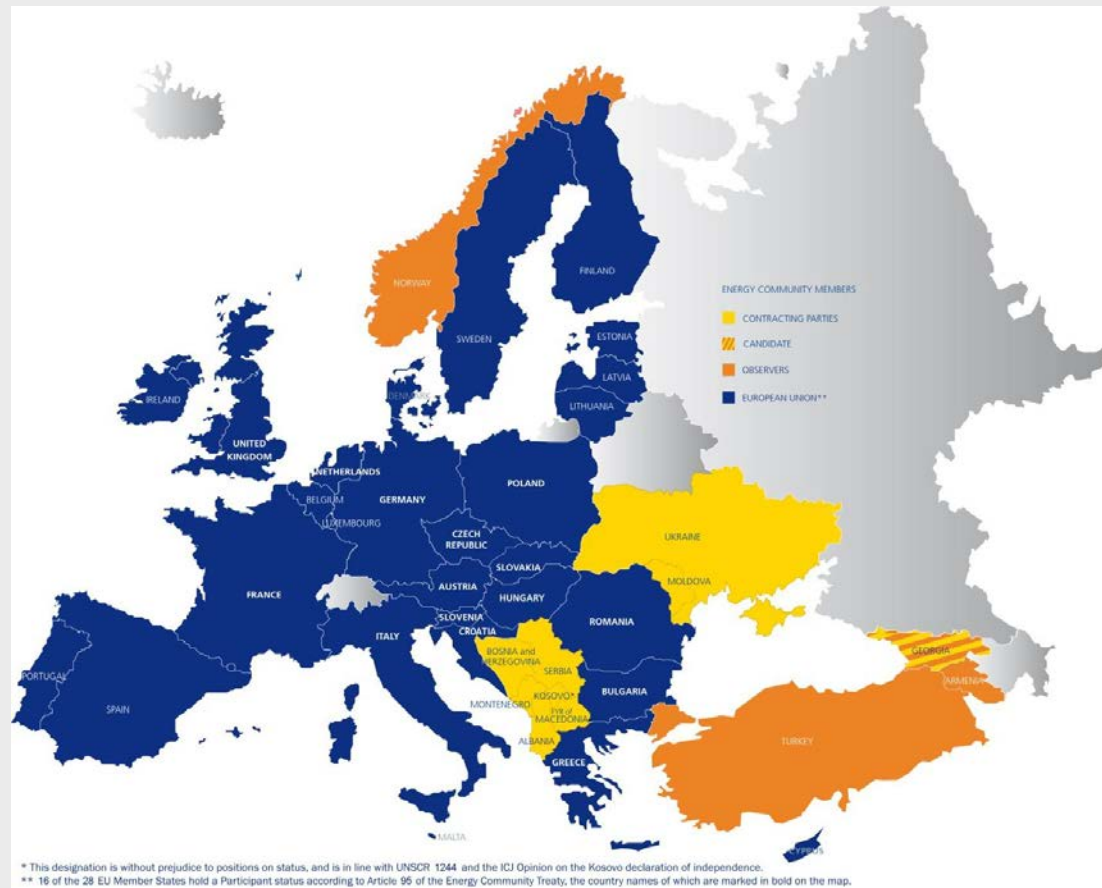 NORWAY
FINLAND
ENERGY COMMUNITY MEMBERS
CONTRACTING PARTIES
CANDIDATE
OBSERVERS
EUROPEAN UNION**
SWEDEN
ESTONIA
LATVIA
LITHUANIA
DENMARK
IRELAND
UNITED
KINGDOM
NETHERLANDS
BELGIUM
LUXEMBOURG
GERMANY
POLAND
CZECH
REPUBLIC
SLOVAKIA
UKRAINE
MOLDOVA
AUSTRIA
HUNGARY
FRANCE
SLOVENIA
CROATIA
ITALY
ROMANIA
BOSNIA and
HERZEGOVINA
SERBIA
GEORGIA
ARMENIA
PORTUGAL
SPAIN
MONTENEGRO
KOSOVO*
FYR of
MACEDONIA
BULGARIA
ALBANIA
GREECE
TURKEY
MALTA
CYPRUS
* This designation is without prejudice to positions on status, and is in line with UNSCR 1244 and the ICJ Opinion on the Kosovo declaration of independence.
** 16 of the 28 EU Member States hold a Participant status according to Article 95 of the Energy Community Treaty, the country names of which are marked in bold on the map.